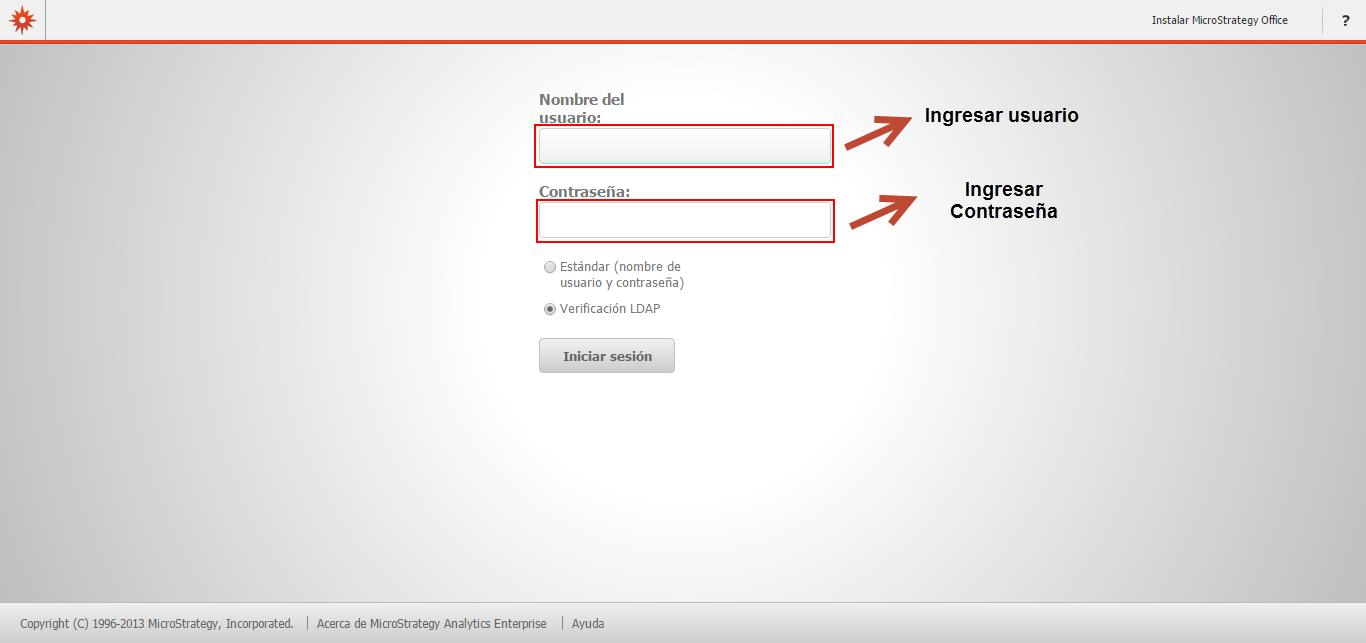 Instalar MicroStrategy Office
?
Nombre del
usuario:
Ingresar usuario
Contraseña:
Ingresar
Contraseña
Estándar (nombre de
usuario y contraseña)
Verificación LDAP
Iniciar sesión
Copyright (C) 1996-2013 MicroStrategy, Incorporated. | Acerca de MicroStrategy Analytics Enterprise | Ayuda